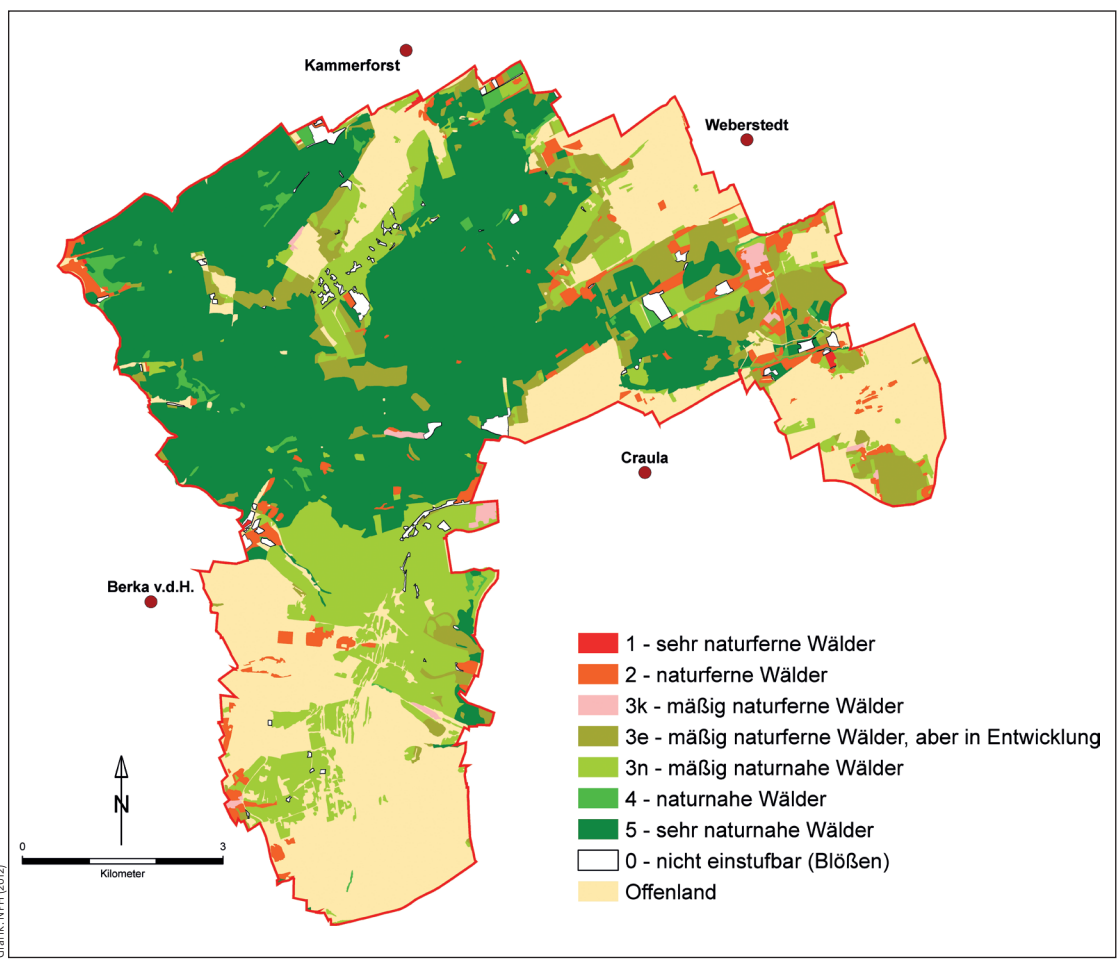 Kammerforst
Weberstedt
Craula
Berka v.d.H.
1 - sehr naturferne Wälder
2 - naturferne Wälder
3k - mäßig naturferne Wälder
3e - mäßig naturferne Wälder, aber in Entwicklung
3n - mäßig naturnahe Wälder
4 - naturnahe Wälder
5 - sehr naturnahe Wälder
0 - nicht einstufbar (Blößen)
Offenland
N
0 3
Kilometer
(2012)